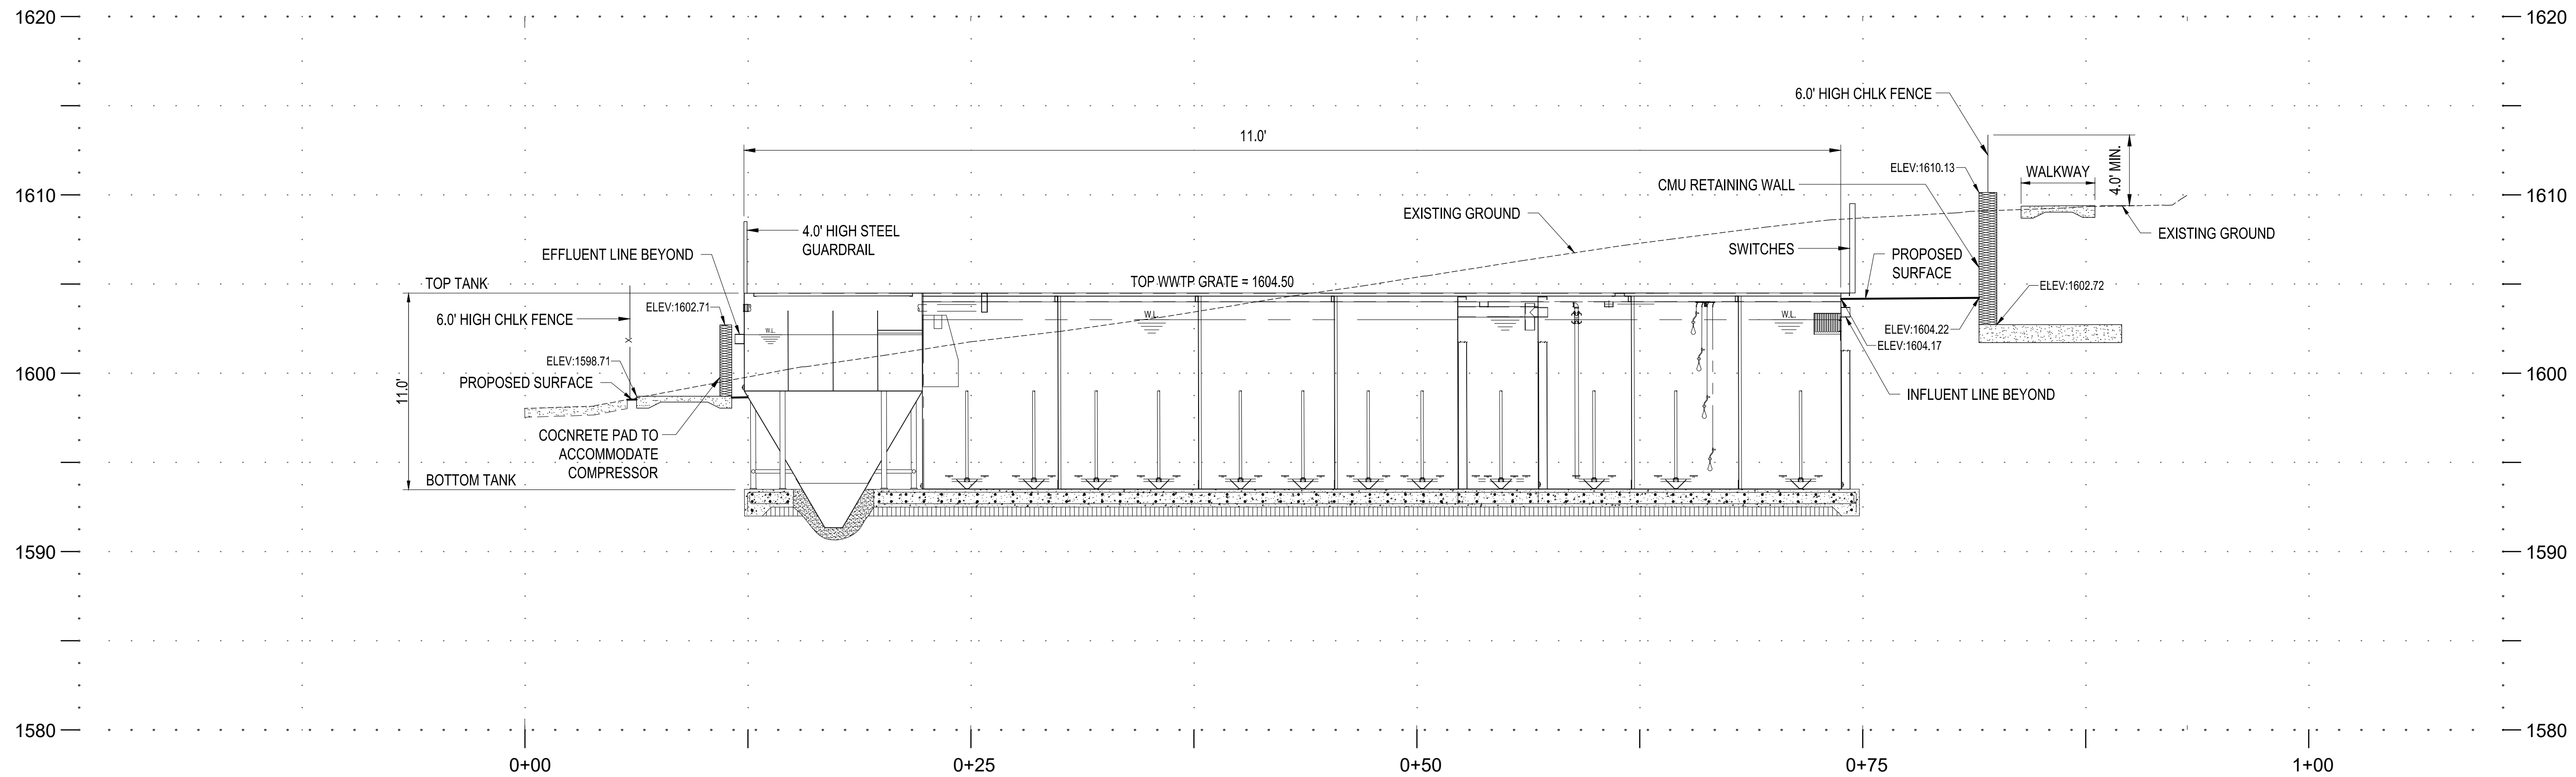 1620
1620
6.0' HIGH CHLK FENCE
11.0'
ELEV:1610.13
WALKWAY
4.0' MIN.
CMU RETAINING WALL
1610
1610
EXISTING GROUND
4.0' HIGH STEEL
GUARDRAIL
EXISTING GROUND
EFFLUENT LINE BEYOND
SWITCHES
PROPOSED
SURFACE
TOP TANK
TOP WWTP GRATE = 1604.50
ELEV:1602.72
ELEV:1602.71
6.0' HIGH CHLK FENCE
W.L.
W.L.
W.L.
W.L.
ELEV:1604.22
ELEV:1604.17
ELEV:1598.71
1600
1600
PROPOSED SURFACE
11.0'
INFLUENT LINE BEYOND
COCNRETE PAD TO
ACCOMMODATE
COMPRESSOR
BOTTOM TANK
1590
1590
1580
1580
0+00
0+25
0+50
0+75
1+00